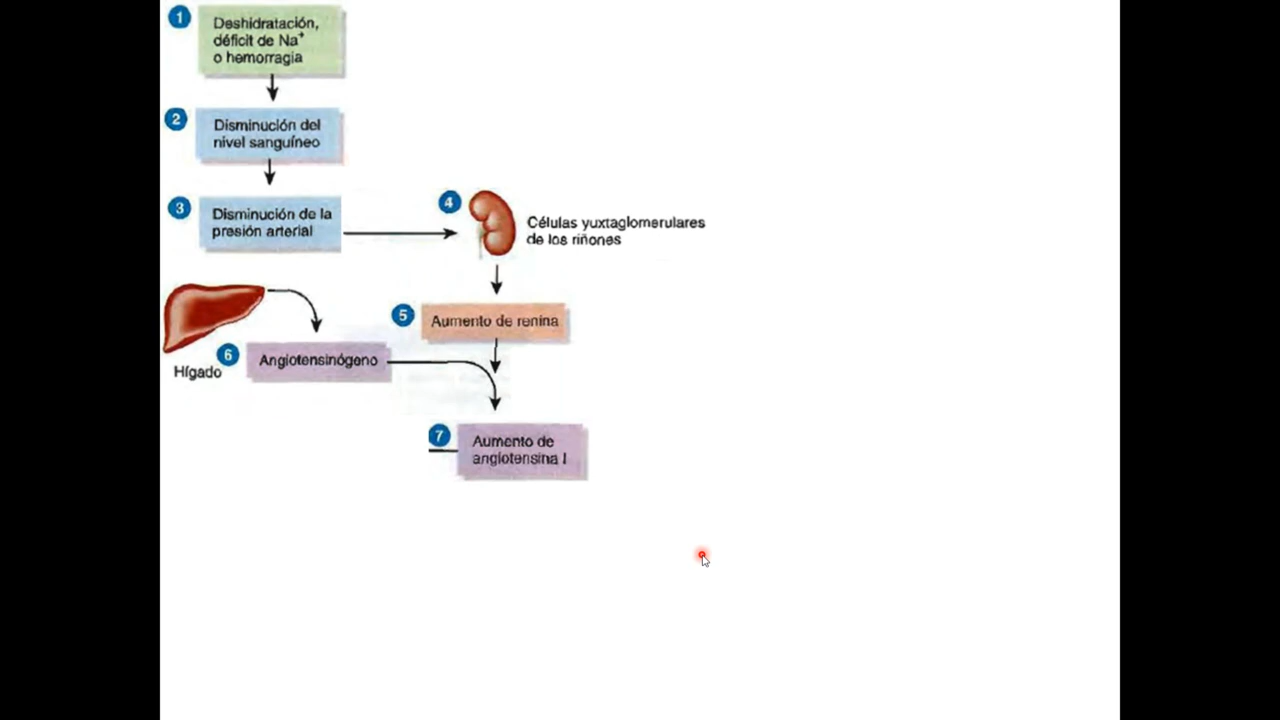 1
Deshidratación,
déficit de Na+
o hemorragia
2
Disminución del
nivel sanguíneo
3
Disminución de la
presión arterial
4
Células yuxtaglomerulares
de los riñones
5
Aumento de renina
Hígado
6
Angiotensinógeno
7
Aumento de
angiotensina I